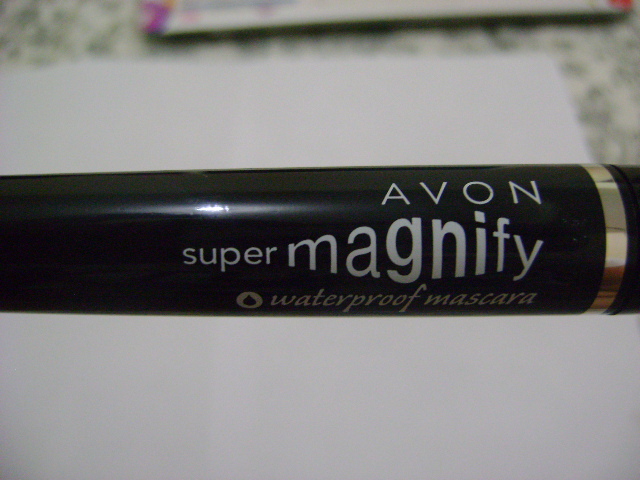 AVON
super magnify
waterproof mascara